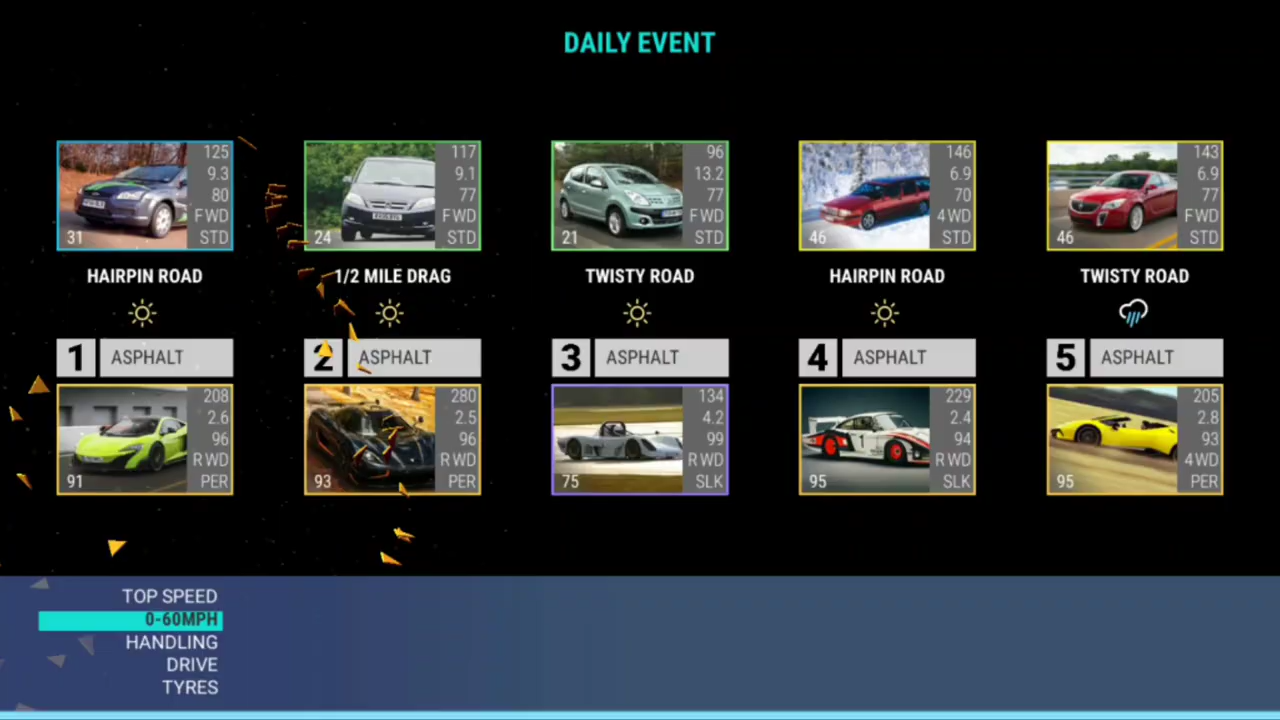 DAILY EVENT
125
9.3
80
FWD
31 STD
117
9.1
77
FWD
24 STD
96
13.2
77
FWD
21 STD
146
6.9
70
4WD
46 STD
143
6.9
77
FWD
46 STD
HAIRPIN ROAD
1/2 MILE DRAG
TWISTY ROAD
HAIRPIN ROAD
TWISTY ROAD
1 ASPHALT
2 ASPHALT
3 ASPHALT
4 ASPHALT
5 ASPHALT
208
2.6
96
RWD
91 PER
280
2.5
96
RWD
93 PER
134
4.2
99
RWD
75 SLK
1
229
2.4
94
RWD
95 SLK
205
2.8
93
4WD
95 PER
TOP SPEED
0-60MPH
HANDLING
DRIVE
TYRES